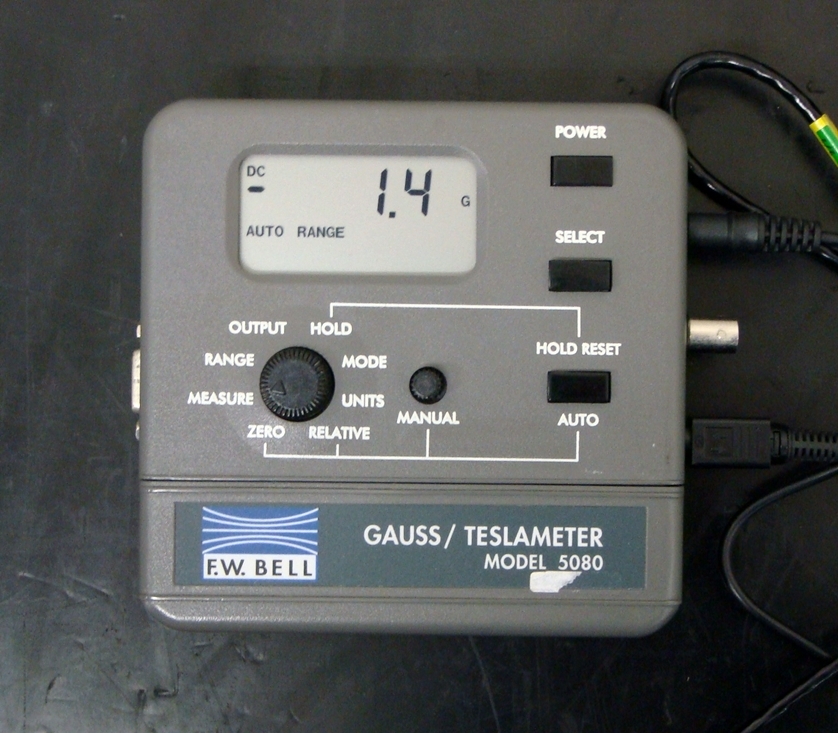 POWER
DC
- 1.4 G
AUTO RANGE
SELECT
OUTPUT HOLD
HOLD RESET
RANGE MODE
MEASURE UNITS
MANUAL
AUTO
ZERO RELATIVE
GAUSS / TESLAMETER
MODEL 5080
F.W. BELL